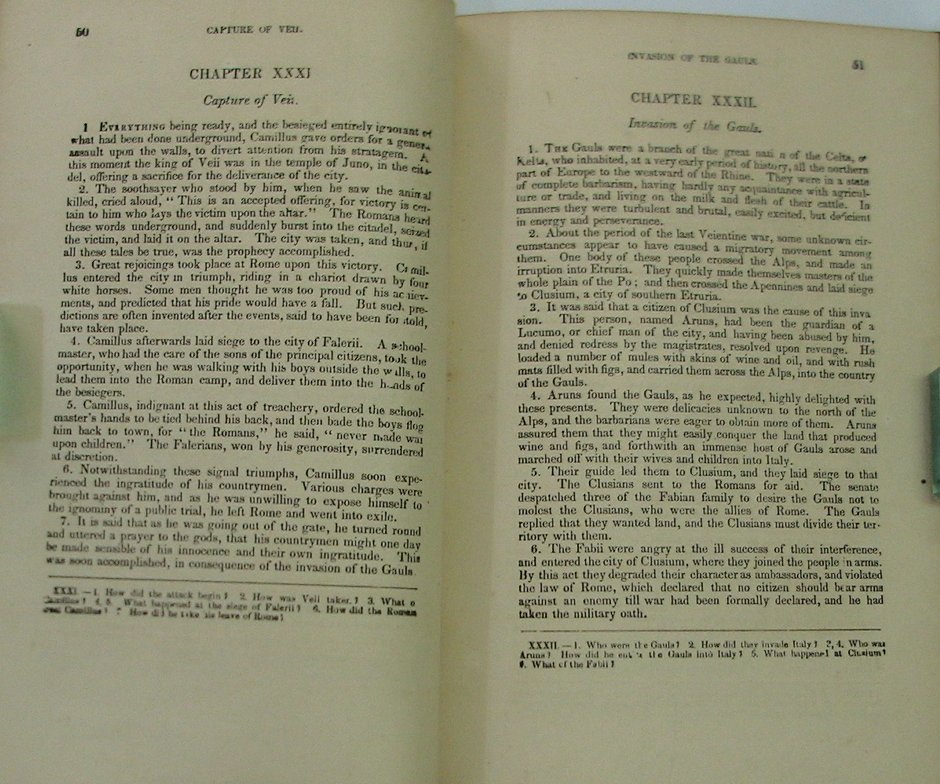 50
CAPTURE OF VEII.
CHAPTER XXXI
Capture of Veii.
1 EVERYTHING being ready, and the besieged entirely ignorant of
what had been done underground, Camillus gave orders for a general
assault upon the walls, to divert attention from his stratagem. A
this moment the king of Veii was in the temple of Juno, in the cita-
del, offering a sacrifice for the deliverance of the city.
2. The soothsayer who stood by him, when he saw the animal
killed, cried aloud, "This is an accepted offering, for victory is cer-
tain to him who lays the victim upon the altar." The Romans heard
these words underground, and suddenly burst into the citadel, seized
the victim, and laid it on the altar. The city was taken, and thus, if
all these tales be true, was the prophecy accomplished.
3. Great rejoicings took place at Rome upon this victory. Camil-
lus entered the city in triumph, riding in a chariot drawn by four
white horses. Some men thought he was too proud of his achieve-
ments, and predicted that his pride would have a fall. But such pre-
dictions are often invented after the events, said to have been foretold,
have taken place.
4. Camillus afterwards laid siege to the city of Falerii. A school-
master, who had the care of the sons of the principal citizens, took the
opportunity, when he was walking with his boys outside the walls, to
lead them into the Roman camp, and deliver them into the hands of
the besiegers.
5. Camillus, indignant at this act of treachery, ordered the school-
master's hands to be tied behind his back, and then bade the boys flog
him back to town, for "the Romans," he said, "never made war
upon children." The Falerians, won by his generosity, surrendered
at discretion.
6. Notwithstanding these signal triumphs, Camillus soon expe-
rienced the ingratitude of his countrymen. Various charges were
brought against him, and as he was unwilling to expose himself to
the ignominy of a public trial, he left Rome and went into exile.
7. It is said that as he was going out of the gate, he turned round
and uttered a prayer to the gods, that his countrymen might one day
be made sensible of his innocence and their own ingratitude. This
was soon accomplished, in consequence of the invasion of the Gauls
XXXI.—1. How did the attack begin? 2. How was Veii taken? 3. What o
Camillus? 4, 5. What happened at the siege of Falerii? 6. How did the Roman
Camillus? 7 How did he take his leave of Rome?
INVASION OF THE GAULS.
51
CHAPTER XXXII.
Invasion of the Gauls.
1. THE Gauls were a branch of the great nation of the Celts, or
Kelts, who inhabited, at a very early period of history, all the northern
part of Europe to the westward of the Rhine. They were in a state
of complete barbarism, having hardly any acquaintance with agricul-
ture or trade, and living on the milk and flesh of their cattle. In
manners they were turbulent and brutal, easily excited, but deficient
in energy and perseverance.
2. About the period of the last Veientine war, some unknown cir-
cumstances appear to have caused a migratory movement among
them. One body of these people crossed the Alps, and made an
irruption into Etruria. They quickly made themselves masters of the
whole plain of the Po; and then crossed the Apennines and laid siege
to Clusium, a city of southern Etruria.
3. It was said that a citizen of Clusium was the cause of this inva
sion. This person, named Aruns, had been the guardian of a
Lucumo, or chief man of the city, and having been abused by him,
and denied redress by the magistrates, resolved upon revenge. He
loaded a number of mules with skins of wine and oil, and with rush
mats filled with figs, and carried them across the Alps, into the country
of the Gauls.
4. Aruns found the Gauls, as he expected, highly delighted with
these presents. They were delicacies unknown to the north of the
Alps, and the barbarians were eager to obtain more of them. Aruns
assured them that they might easily conquer the land that produced
wine and figs, and forthwith an immense host of Gauls arose and
marched off with their wives and children into Italy.
5. Their guide led them to Clusium, and they laid siege to that
city. The Clusians sent to the Romans for aid. The senate
despatched three of the Fabian family to desire the Gauls not to
molest the Clusians, who were the allies of Rome. The Gauls
replied that they wanted land, and the Clusians must divide their ter-
ritory with them.
6. The Fabii were angry at the ill success of their interference,
and entered the city of Clusium, where they joined the people in arms.
By this act they degraded their character as ambassadors, and violated
the law of Rome, which declared that no citizen should bear arms
against an enemy till war had been formally declared, and he had
taken the military oath.
XXXII.—1. Who were the Gauls? 2. How did they invade Italy? 3, 4. Who was
Aruns? How did he entice the Gauls into Italy? 5. What happened at Clusium?
6. What of the Fabii?